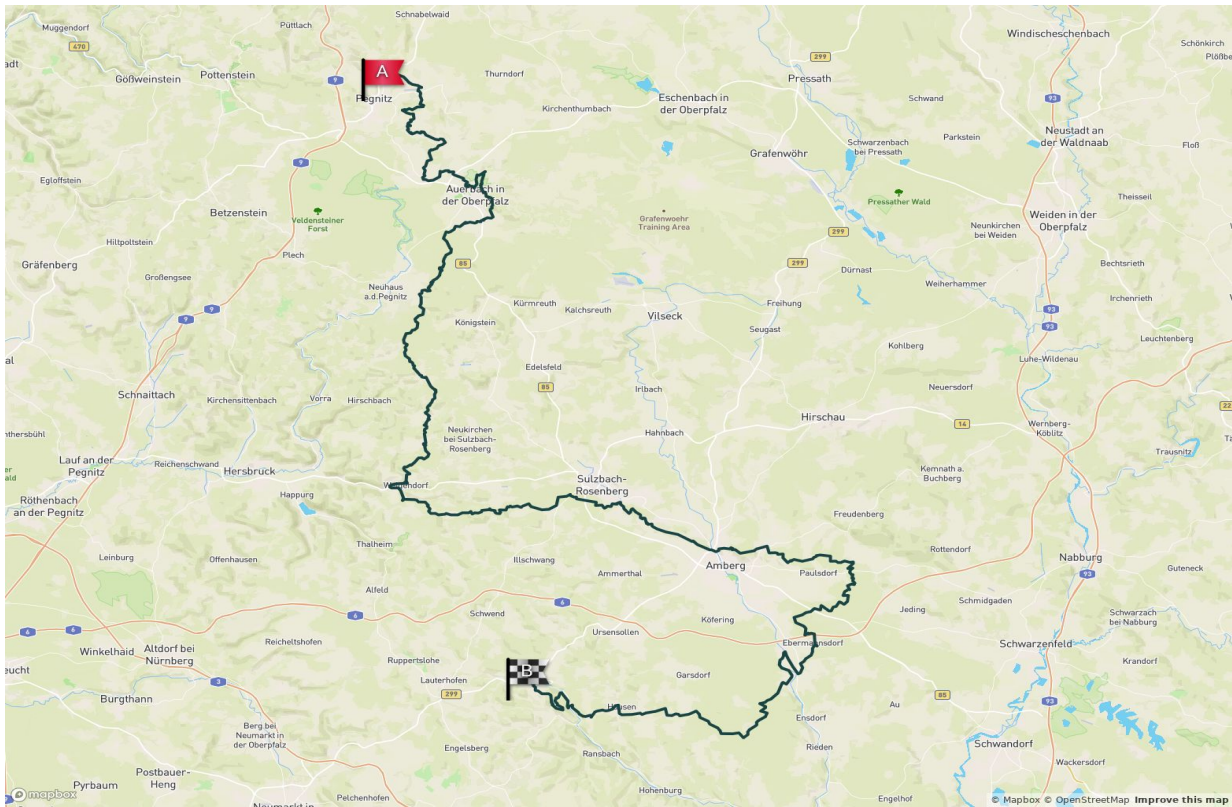 Schnabelwaid
Muggendorf
Püttlach
Windischeschenbach
470
9
299
Schönkirch
Gößweinstein
Pottenstein
A
Thurndorf
Pressath
Plößbe
adt
Pegnitz
Eschenbach in
der Oberpfalz
Schwand
93
Kirchenthumbach
Neustadt an
der Waldnaab
Parkstein
Floß
Schwarzenbach
bei Pressath
Grafenwöhr
9
Egloffstein
Auerbach in
der Oberpfalz
Theisseil
Pressather Wald
Betzenstein
Veldensteiner
Forst
Grafenwoehr
Training Area
Weiden in der
Oberpfalz
Neunkirchen
bei Weiden
299
Hiltpoltstein
Plech
Gräfenberg
85
299
Dürnast
Bechtsrieth
Großengsee
Neuhaus
a.d.Pegnitz
Weiherhammer
Irchenrieth
Kürmreuth
Kalchsreuth
Freihung
9
93
9
Königstein
Vilseck
Seugast
93
Leuchtenberg
Kohlberg
al
Edelsfeld
Luhe-Wildenau
Schnaittach
85
Irlbach
Neuersdorf
Kirchensittenbach
Vorra
Hirschbach
22
Hirschau
14
Wernberg-
Köblitz
nthersbühl
Neukirchen
bei Sulzbach-
Rosenberg
Hahnbach
Trausnitz
Lauf an der
Pegnitz
Reichenschwand
Hersbruck
Kemnath a.
Buchberg
Sulzbach-
Rosenberg
Happurg
Röthenbach
an der Pegnitz
Freudenberg
Thalheim
Rottendorf
Leinburg
Offenhausen
Illschwang
Nabburg
Amberg
Ammerthal
Paulsdorf
Guteneck
93
Alfeld
6
Schmidgaden
Jeding
Schwend
6
Köfering
Schwarzach
bei Nabburg
6
Ursensollen
Reicheltshofen
Ebermannsdorf
Schwarzenfeld
Winkelhaid
Altdorf bei
Nürnberg
Ruppertslohe
Krandorf
B
Garsdorf
Lauterhofen
3
299
85
Burgthann
Au
Berg bei
Neumarkt in
der Oberpfalz
Ensdorf
Schwandorf
Engelsberg
Ransbach
Rieden
Wackersdorf
Postbauer-
Heng
Pyrbaum
Hohenburg
Pelchenhofen
Engelhof
mapbox
© Mapbox © OpenStreetMap Improve this map